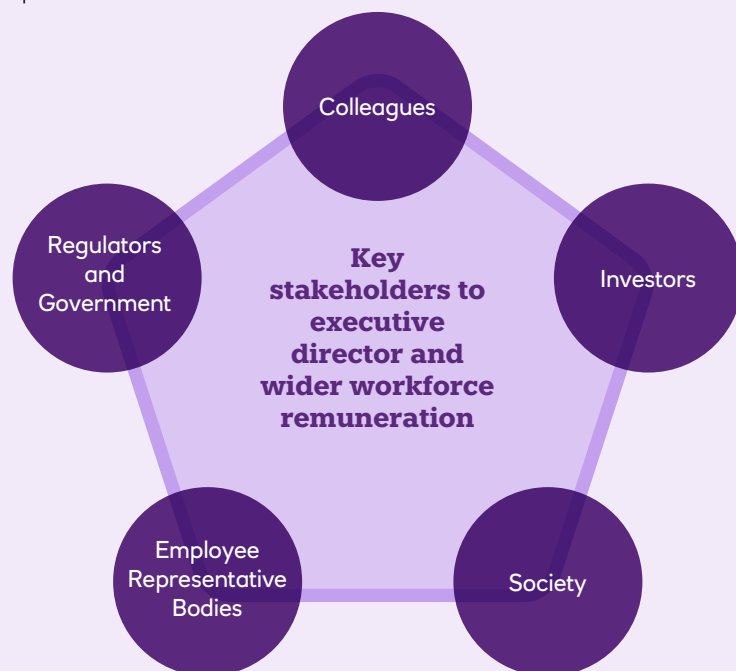 Colleagues
Regulators
and
Government
Investors
Key
stakeholders to
executive
director and
wider workforce
remuneration
Employee
Representative
Bodies
Society